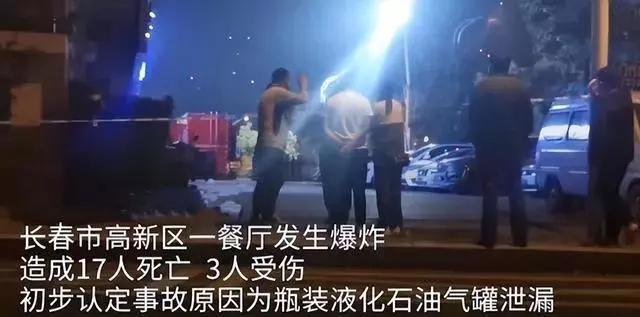 长春市高新区一餐厅发生爆炸
造成17人死亡 3人受伤
初步认定事故原因为瓶装液化石油气罐泄漏